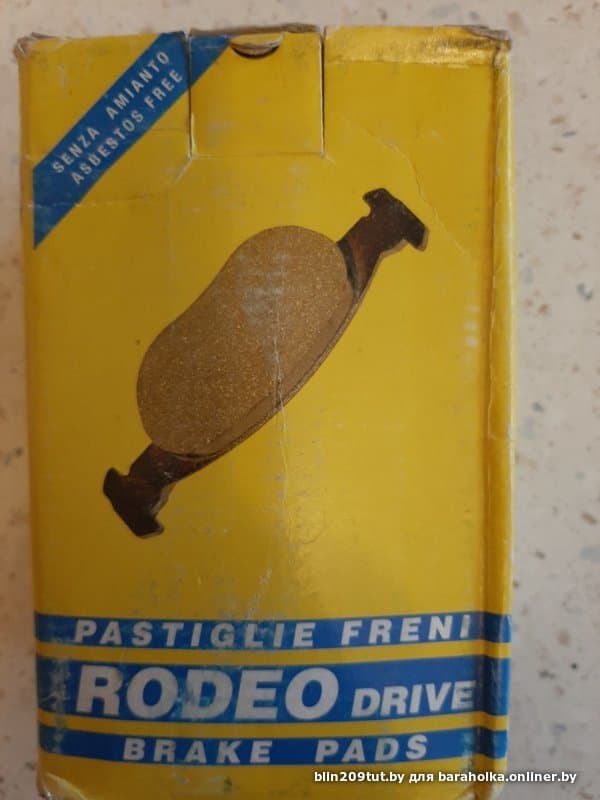 SENZA AMIANTO
ASBESTOS FREE
PASTIGLIE FRENI
RODEO DRIVE
BRAKE PADS
blin209tut.by для baraholka.onliner.by